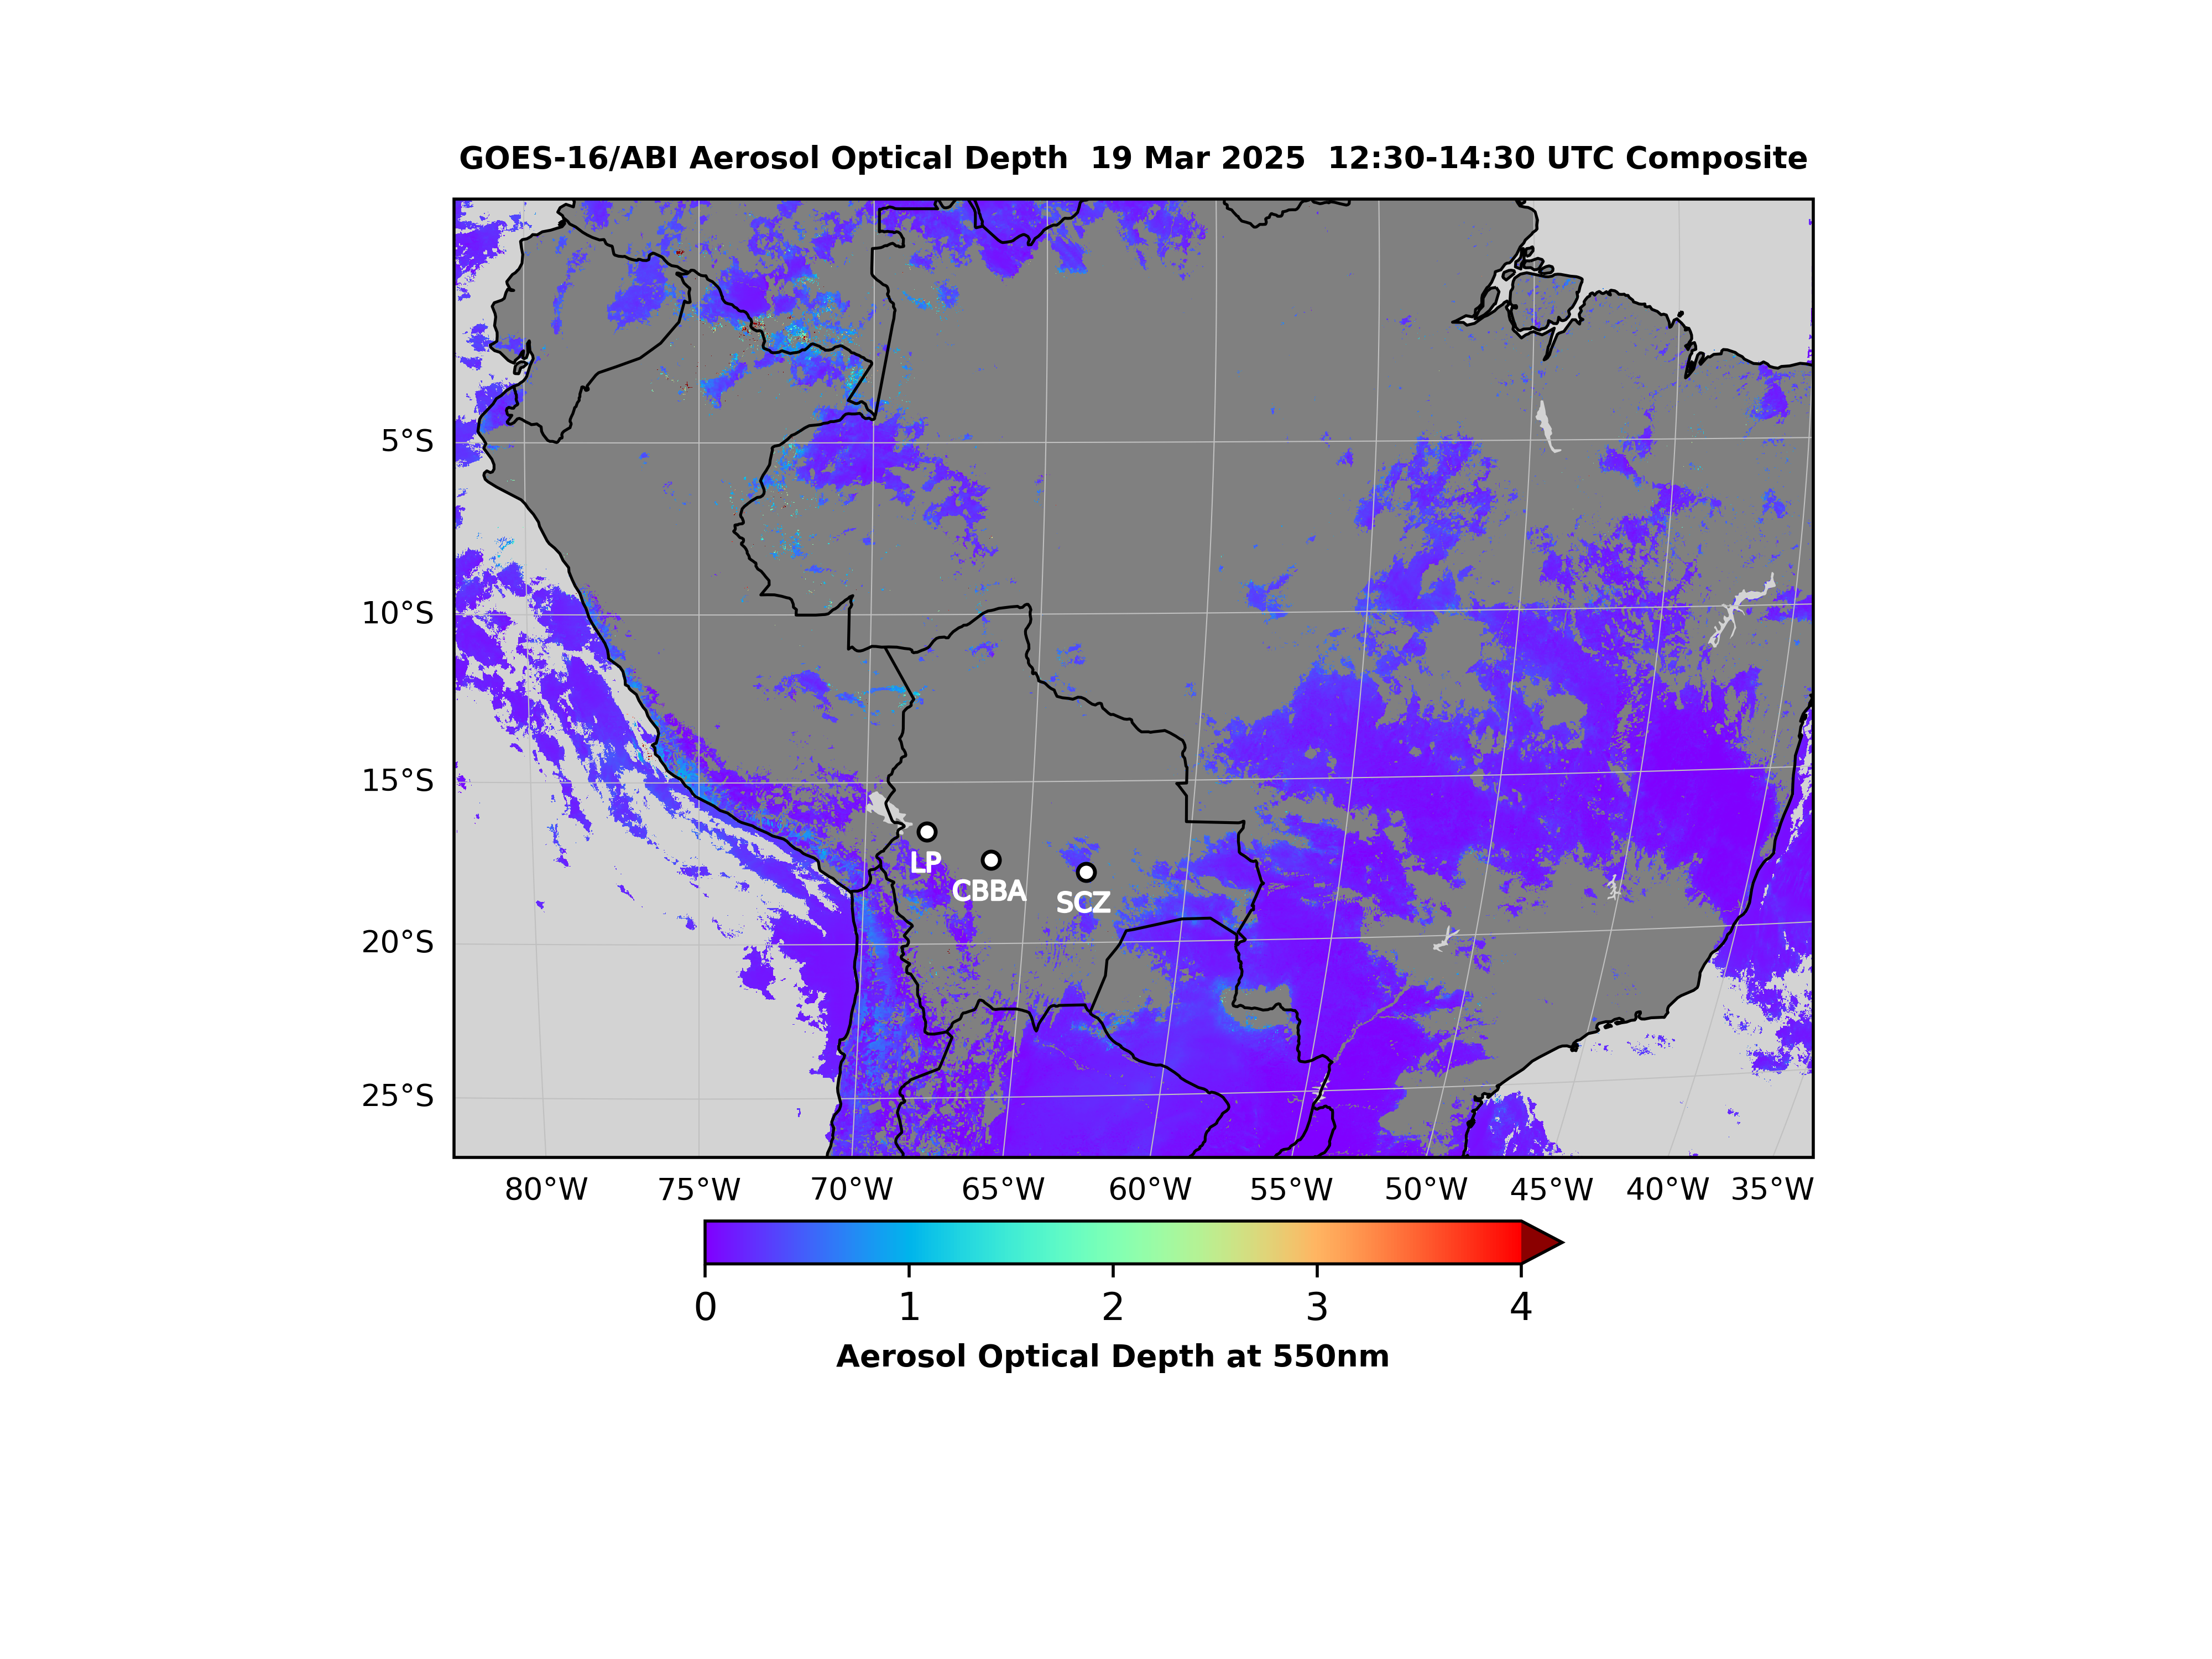 GOES-16/ABI Aerosol Optical Depth  19 Mar 2025  12:30-14:30 UTC Composite
5°S
10°S
15°S
LP
CBBA
SCZ
20°S
25°S
80°W 75°W 70°W 65°W 60°W 55°W 50°W 45°W 40°W 35°W
0 1 2 3 4
Aerosol Optical Depth at 550nm